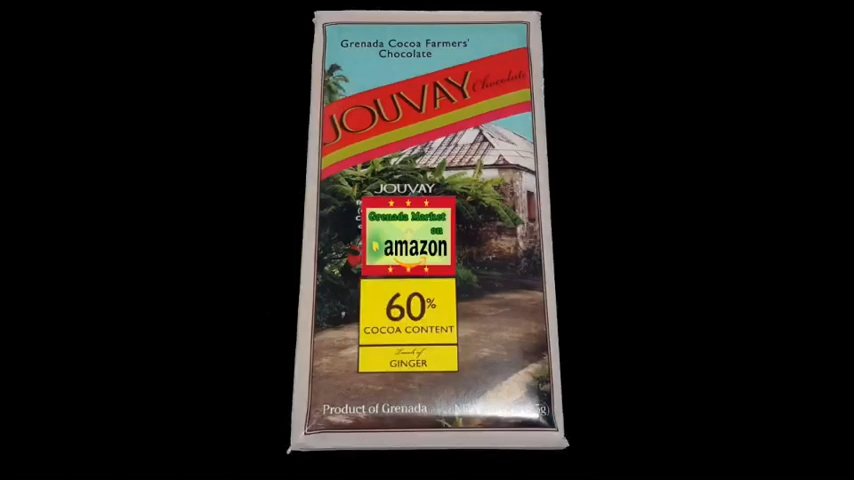 Grenada Cocoa Farmers'
Chocolate
JOUVAY Chocolate
JOUVAY
Grenada Market
on
amazon
60%
COCOA CONTENT
Touch of
GINGER
Product of Grenada